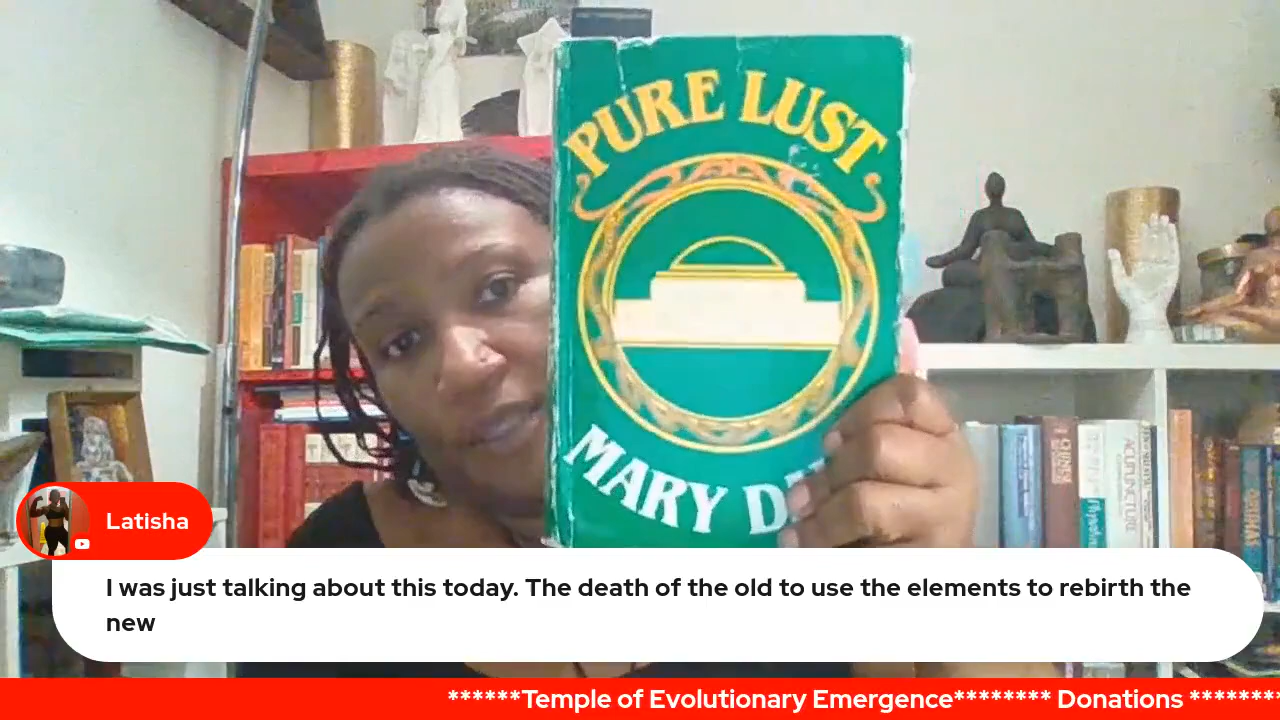 PURE LUST
MARY
Latisha
I was just talking about this today. The death of the old to use the elements to rebirth the
new
******Temple of Evolutionary Emergence******** Donations ********
ACUPUNCTURE